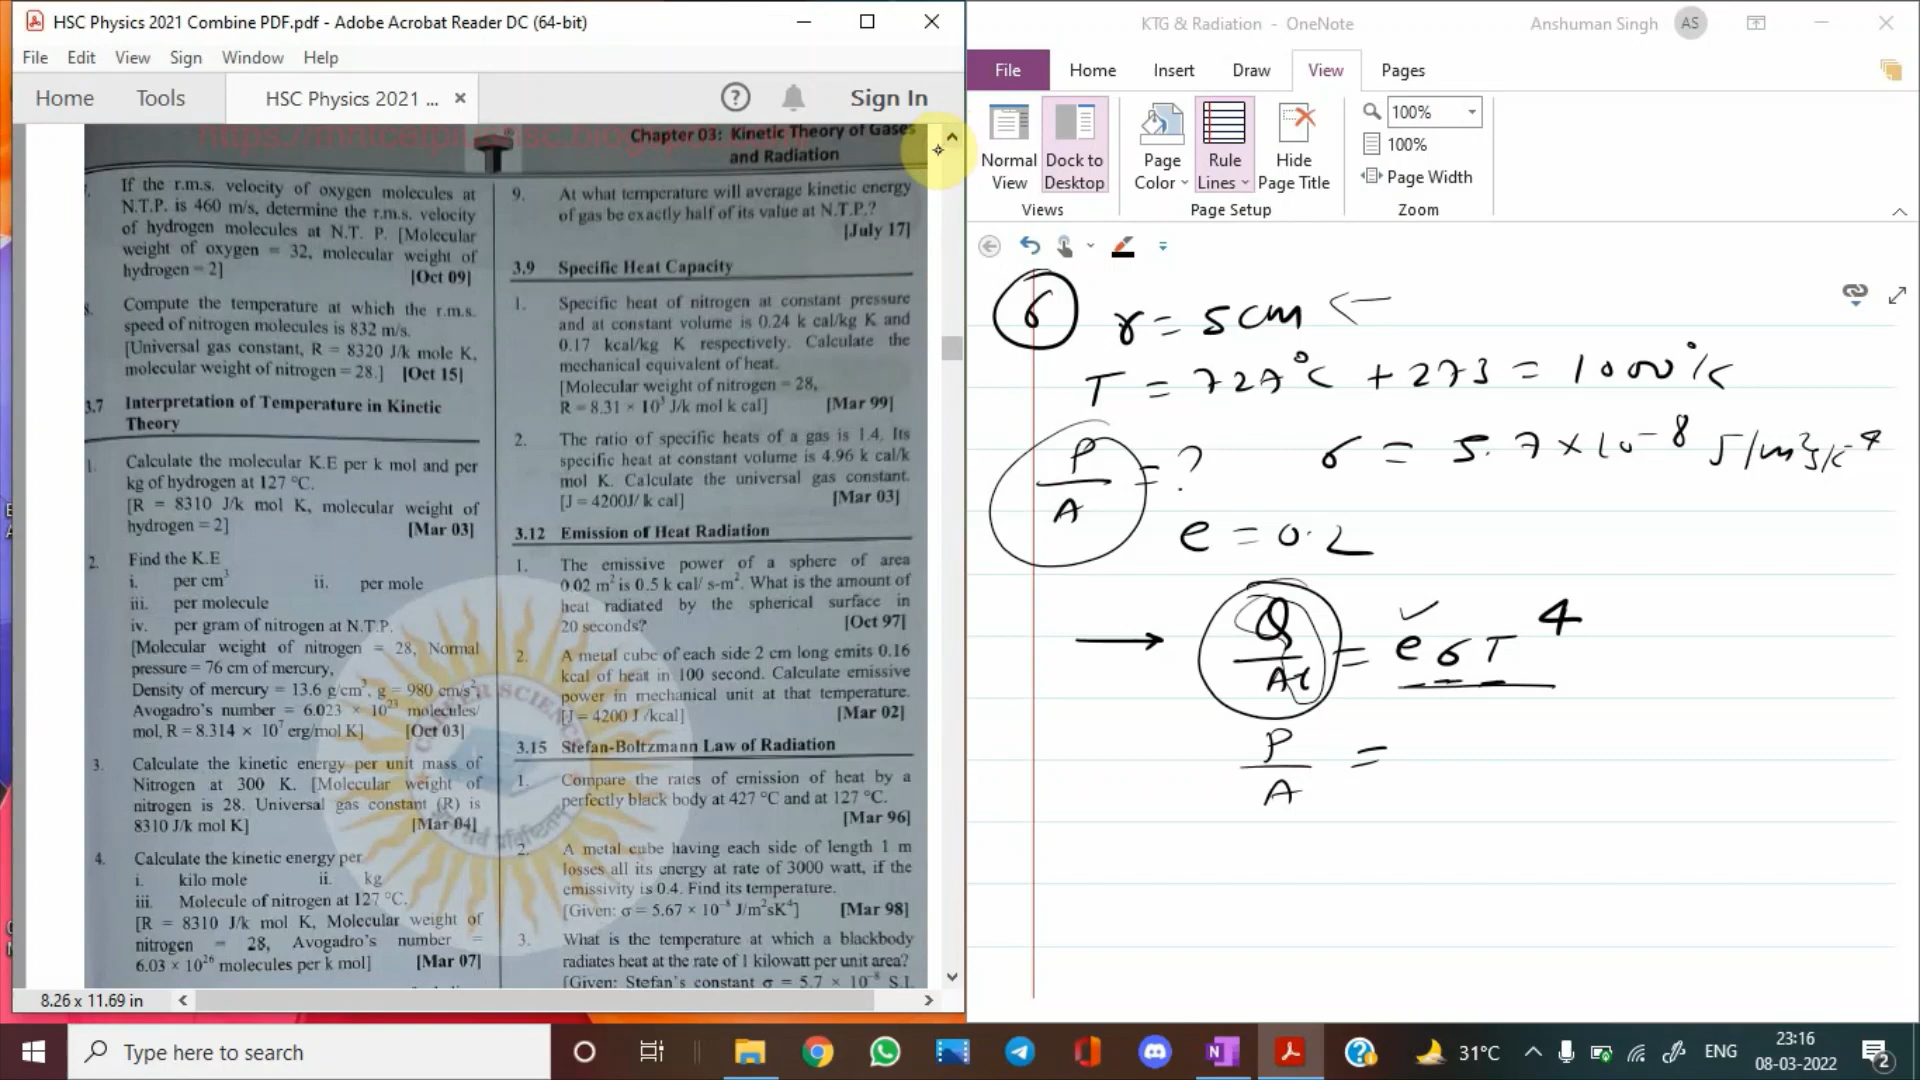 HSC Physics 2021 Combine PDF.pdf - Adobe Acrobat Reader DC (64-bit)
File Edit View Sign Window Help
Home Tools HSC Physics 2021 ... Sign In
Chapter 03: Kinetic Theory of Gases
and Radiation
If the r.m.s. velocity of oxygen molecules at
N.T.P. is 460 m/s, determine the r.m.s. velocity
of hydrogen molecules at N.T. P. [Molecular
weight of oxygen = 32, molecular weight of
hydrogen = 2] [Oct 09]
8. Compute the temperature at which the r.m.s.
speed of nitrogen molecules is 832 m/s.
[Universal gas constant, R = 8320 J/k mole K,
molecular weight of nitrogen = 28.] [Oct 15]
3.7 Interpretation of Temperature in Kinetic
Theory
1. Calculate the molecular K.E per k mol and per
kg of hydrogen at 127 °C.
[R = 8310 J/k mol K, molecular weight of
hydrogen = 2] [Mar 03]
2. Find the K.E
i. per cm³ ii. per mole
iii. per molecule
iv. per gram of nitrogen at N.T.P.
[Molecular weight of nitrogen = 28, Normal
pressure = 76 cm of mercury,
Density of mercury = 13.6 g/cm³, g = 980 cm/s²,
Avogadro's number = 6.023 × 10²³ molecules/
mol, R = 8.314 × 10⁷ erg/mol K] [Oct 03]
3. Calculate the kinetic energy per unit mass of
Nitrogen at 300 K. [Molecular weight of
nitrogen is 28. Universal gas constant (R) is
8310 J/k mol K] [Mar 04]
4. Calculate the kinetic energy per
i. kilo mole ii. kg
iii. Molecule of nitrogen at 127 °C.
[R = 8310 J/k mol K, Molecular weight of
nitrogen = 28, Avogadro's number =
6.03 × 10²⁶ molecules per k mol] [Mar 07]
9. At what temperature will average kinetic energy
of gas be exactly half of its value at N.T.P.?
[July 17]
3.9 Specific Heat Capacity
1. Specific heat of nitrogen at constant pressure
and at constant volume is 0.24 k cal/kg K and
0.17 kcal/kg K respectively. Calculate the
mechanical equivalent of heat.
[Molecular weight of nitrogen = 28,
R = 8.31 × 10³ J/k mol k cal] [Mar 99]
2. The ratio of specific heats of a gas is 1.4. Its
specific heat at constant volume is 4.96 k cal/k
mol K. Calculate the universal gas constant.
[J = 4200J/ k cal] [Mar 03]
3.12 Emission of Heat Radiation
1. The emissive power of a sphere of area
0.02 m² is 0.5 k cal/ s-m². What is the amount of
heat radiated by the spherical surface in
20 seconds? [Oct 97]
2. A metal cube of each side 2 cm long emits 0.16
kcal of heat in 100 second. Calculate emissive
power in mechanical unit at that temperature.
[J = 4200 J /kcal] [Mar 02]
3.15 Stefan-Boltzmann Law of Radiation
1. Compare the rates of emission of heat by a
perfectly black body at 427 °C and at 127 °C.
[Mar 96]
2. A metal cube having each side of length 1 m
losses all its energy at rate of 3000 watt, if the
emissivity is 0.4. Find its temperature.
[Given: σ = 5.67 × 10⁻⁸ J/m²sK⁴] [Mar 98]
3. What is the temperature at which a blackbody
radiates heat at the rate of 1 kilowatt per unit area?
[Given: Stefan's constant σ = 5.7 × 10⁻⁸ S.I.
8.26 x 11.69 in
KTG & Radiation - OneNote Anshuman Singh AS
File Home Insert Draw View Pages
Normal View Dock to Desktop Page Color Rule Lines Hide Page Title 100% 100% Page Width
Views Page Setup Zoom
6 r = 5 cm ←
T = 727°C + 273 = 1000°K
P/A = ? σ = 5.7 × 10⁻⁸ J/m²s K⁻⁴
e = 0.2
→ Q/At = eσT⁴
P/A =
Type here to search 31°C ENG 23:16 08-03-2022 2